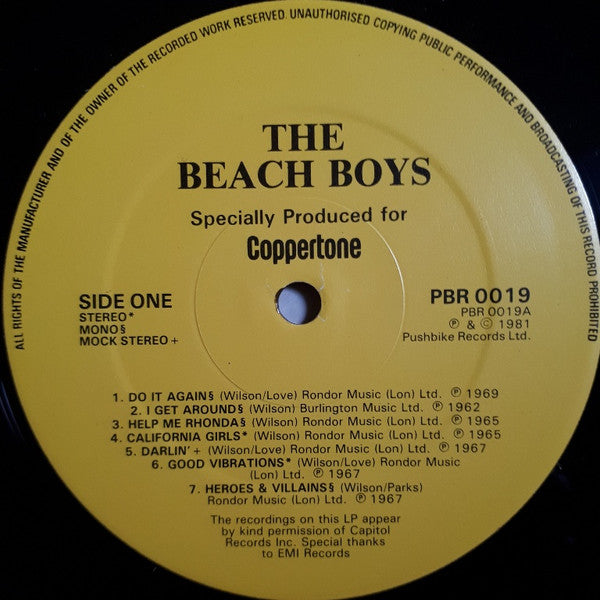 ALL RIGHTS OF THE MANUFACTURER AND OF THE OWNER OF THE RECORDED WORK RESERVED. UNAUTHORISED COPYING PUBLIC PERFORMANCE AND BROADCASTING OF THIS RECORD PROHIBITED
THE
BEACH BOYS
Specially Produced for
Coppertone
SIDE ONE
STEREO*
MONO§
MOCK STEREO +
PBR 0019
PBR 0019A
℗ & © 1981
Pushbike Records Ltd.
1. DO IT AGAIN§ (Wilson/Love) Rondor Music (Lon) Ltd. ℗ 1969
2. I GET AROUND§ (Wilson) Burlington Music Ltd. ℗ 1962
3. HELP ME RHONDA§ (Wilson) Rondor Music (Lon) Ltd. ℗ 1965
4. CALIFORNIA GIRLS* (Wilson) Rondor Music (Lon) Ltd. ℗ 1965
5. DARLIN' + (Wilson/Love) Rondor Music (Lon) Ltd. ℗ 1967
6. GOOD VIBRATIONS* (Wilson/Love) Rondor Music
(Lon) Ltd. ℗ 1967
7. HEROES & VILLAINS§ (Wilson/Parks)
Rondor Music (Lon) Ltd. ℗ 1967
The recordings on this LP appear
by kind permission of Capitol
Records Inc. Special thanks
to EMI Records